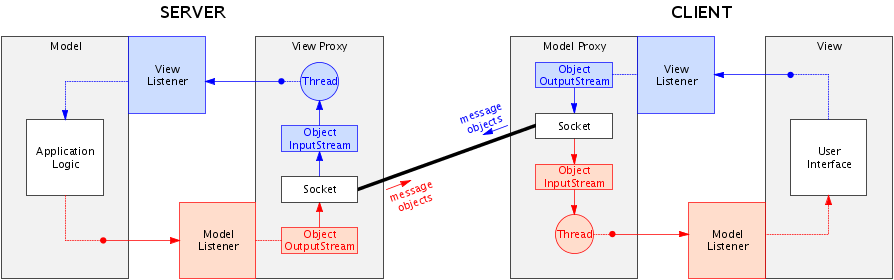 SERVER
CLIENT
Model
View
Listener
View Proxy
Thread
Application
Logic
Object
InputStream
Socket
Model
Listener
Object
OutputStream
message
objects
message
objects
Model Proxy
Object
OutputStream
Socket
Object
InputStream
Thread
View
Listener
Model
Listener
View
User
Interface